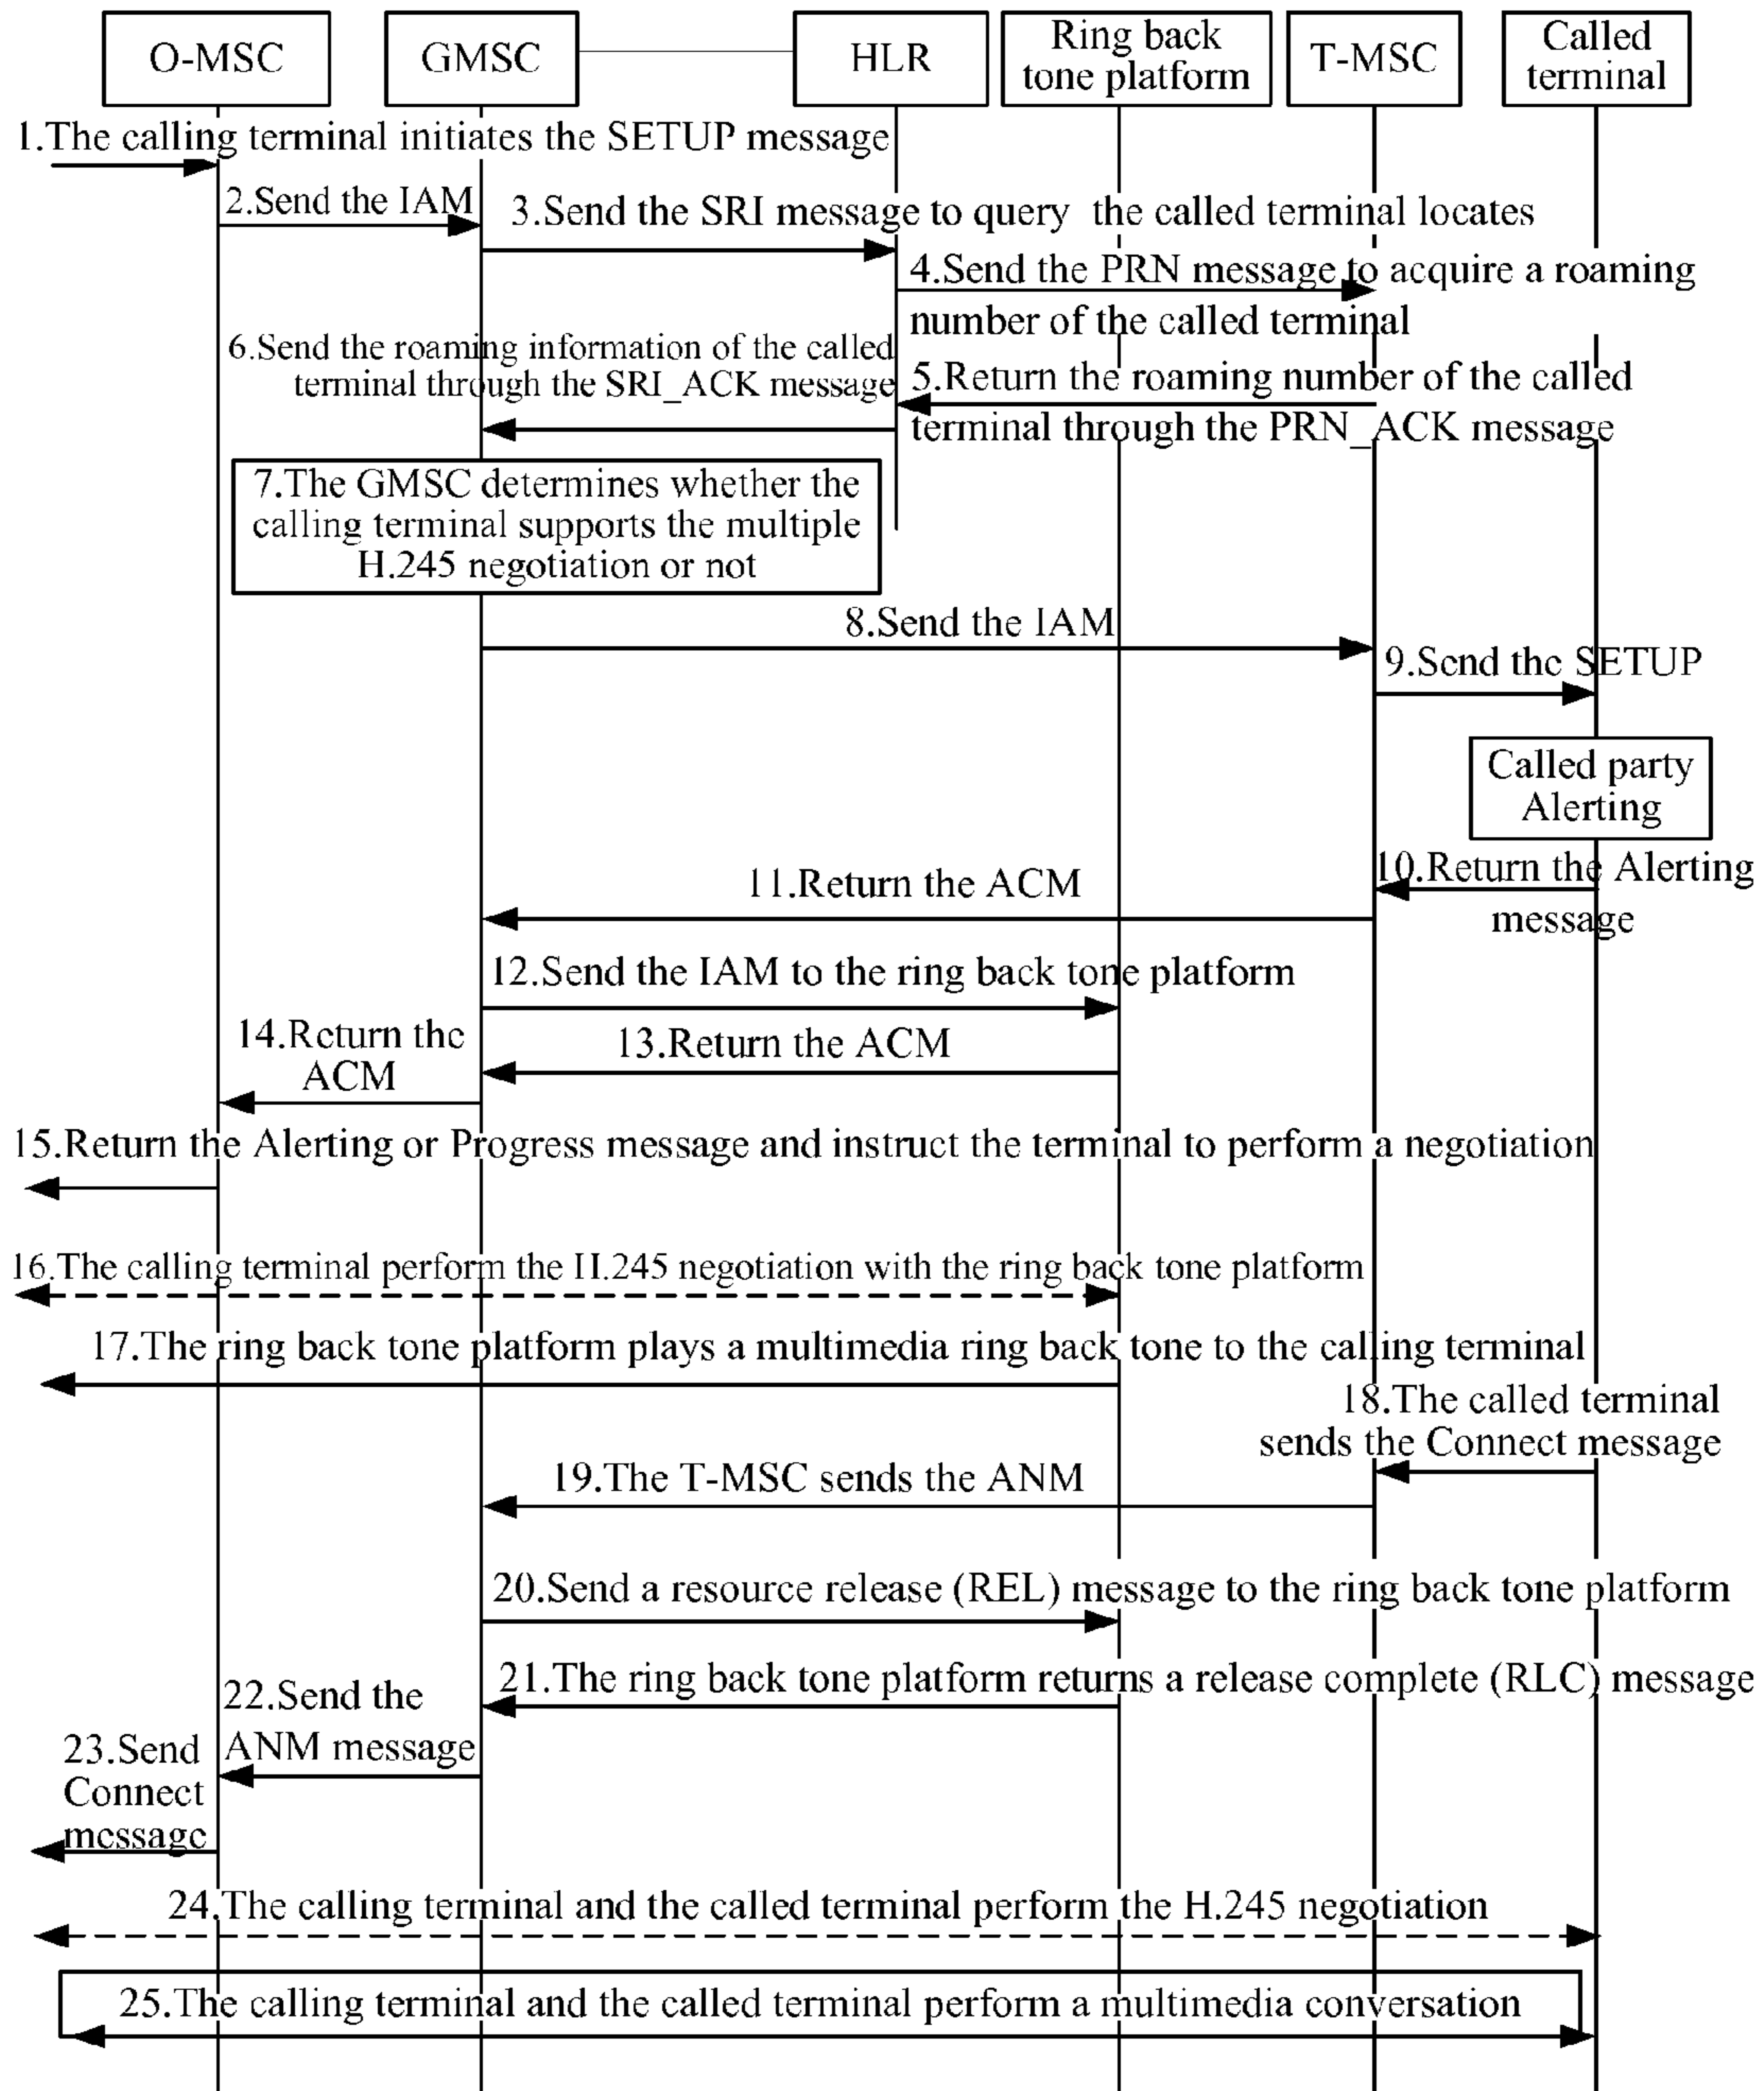 O-MSC
GMSC
HLR
Ring back
tone platform
T-MSC
Called
terminal
1.The calling terminal initiates the SETUP message
2.Send the IAM
3.Send the SRI message to query the called terminal locates
4.Send the PRN message to acquire a roaming
number of the called terminal
6.Send the roaming information of the called
terminal through the SRI_ACK message
5.Return the roaming number of the called
terminal through the PRN_ACK message
7.The GMSC determines whether the
calling terminal supports the multiple
H.245 negotiation or not
8.Send the IAM
9.Send the SETUP
Called party
Alerting
10.Return the Alerting
message
11.Return the ACM
12.Send the IAM to the ring back tone platform
14.Return the
ACM
13.Return the ACM
15.Return the Alerting or Progress message and instruct the terminal to perform a negotiation
16.The calling terminal perform the H.245 negotiation with the ring back tone platform
17.The ring back tone platform plays a multimedia ring back tone to the calling terminal
18.The called terminal
sends the Connect message
19.The T-MSC sends the ANM
20.Send a resource release (REL) message to the ring back tone platform
21.The ring back tone platform returns a release complete (RLC) message
22.Send the
ANM message
23.Send
Connect
message
24.The calling terminal and the called terminal perform the H.245 negotiation
25.The calling terminal and the called terminal perform a multimedia conversation